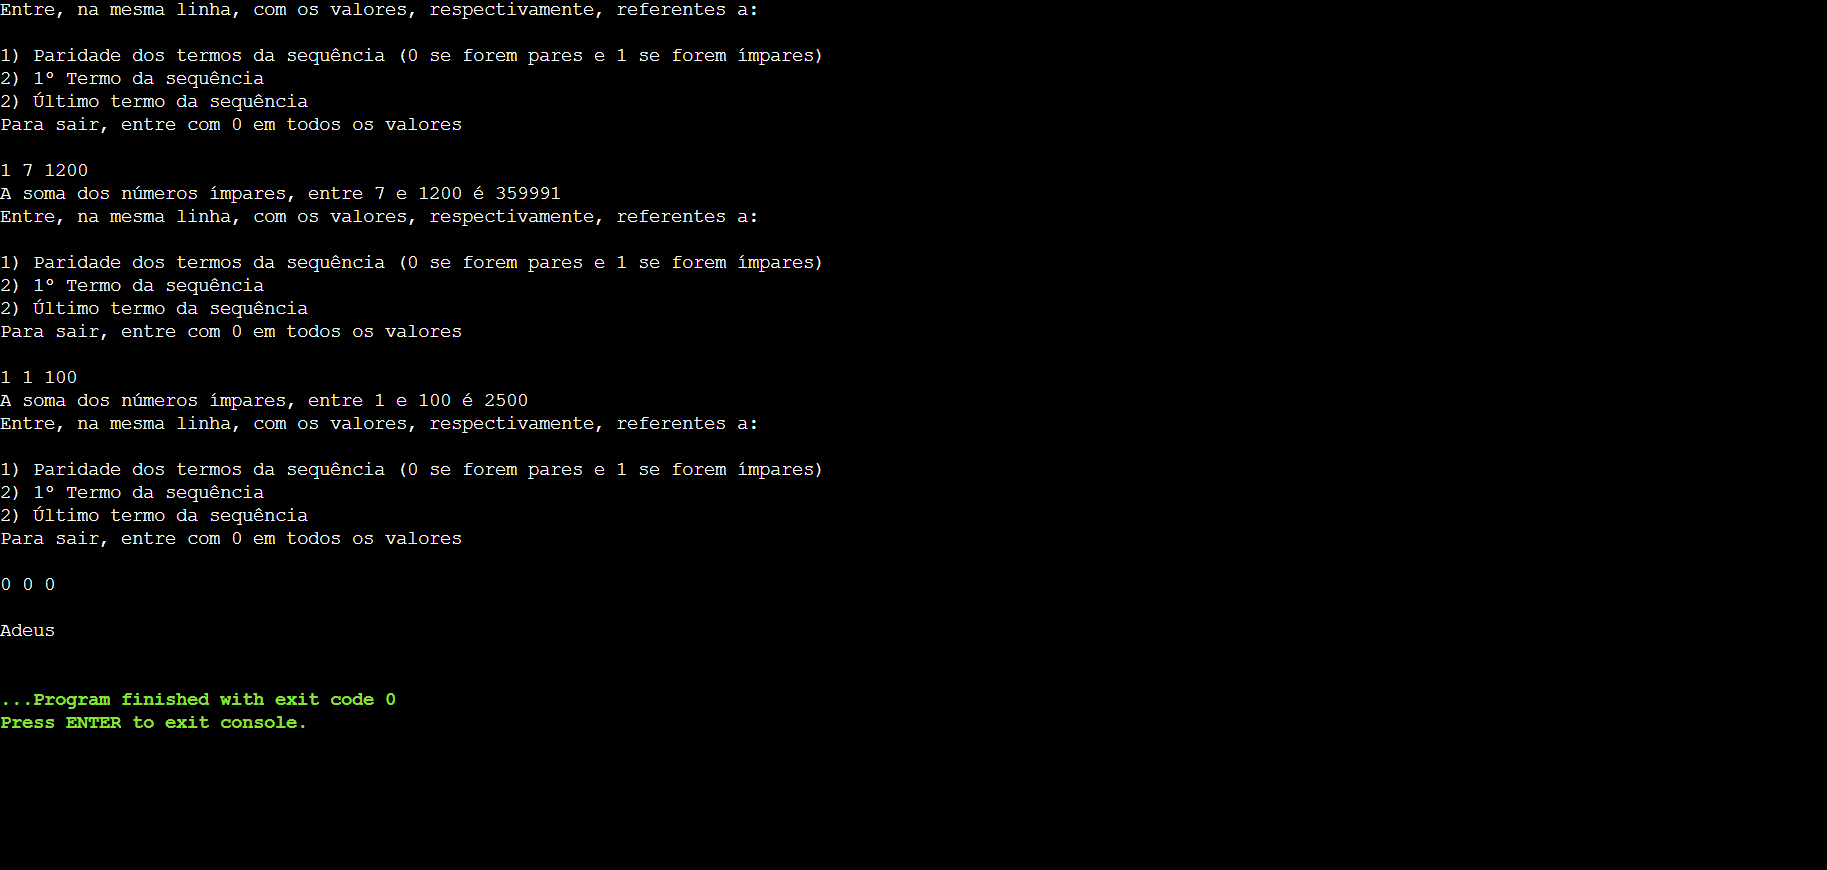 Entre, na mesma linha, com os valores, respectivamente, referentes a:
1) Paridade dos termos da sequência (0 se forem pares e 1 se forem ímpares)
2) 1º Termo da sequência
2) Último termo da sequência
Para sair, entre com 0 em todos os valores
1 7 1200
A soma dos números ímpares, entre 7 e 1200 é 359991
Entre, na mesma linha, com os valores, respectivamente, referentes a:
1) Paridade dos termos da sequência (0 se forem pares e 1 se forem ímpares)
2) 1º Termo da sequência
2) Último termo da sequência
Para sair, entre com 0 em todos os valores
1 1 100
A soma dos números ímpares, entre 1 e 100 é 2500
Entre, na mesma linha, com os valores, respectivamente, referentes a:
1) Paridade dos termos da sequência (0 se forem pares e 1 se forem ímpares)
2) 1º Termo da sequência
2) Último termo da sequência
Para sair, entre com 0 em todos os valores
0 0 0
Adeus
...Program finished with exit code 0
Press ENTER to exit console.